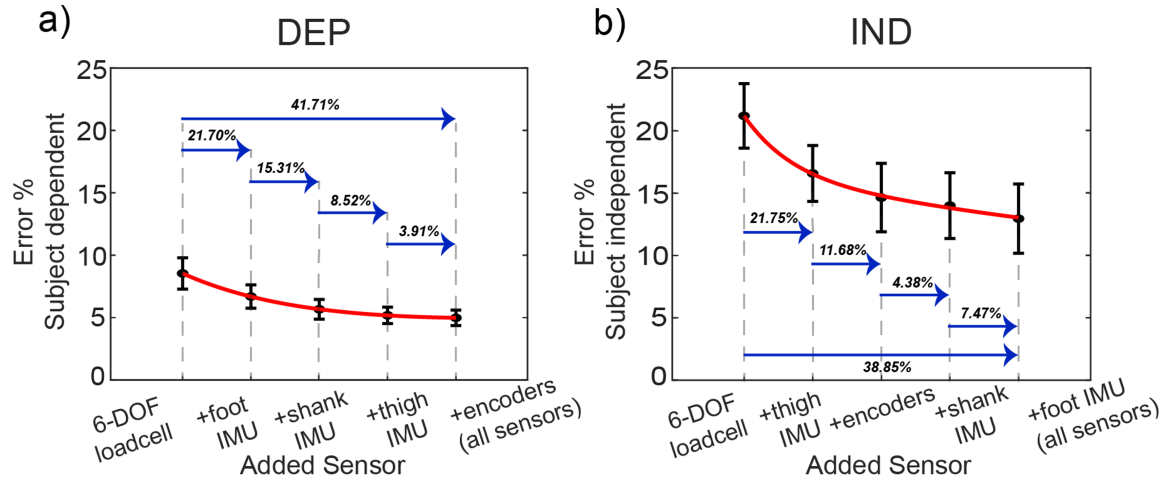 a)
DEP
25
20
15
10
5
0
Error %
Subject dependent
41.71%
21.70%
15.31%
8.52%
3.91%
6-DOF
loadcell
+foot
IMU
+shank
IMU
+thigh
IMU
+encoders
(all sensors)
Added Sensor
b)
IND
25
20
15
10
5
0
Error %
Subject independent
21.75%
11.68%
4.38%
7.47%
38.85%
6-DOF
loadcell
+thigh
IMU
+encoders
+shank
IMU
+foot IMU
(all sensors)
Added Sensor